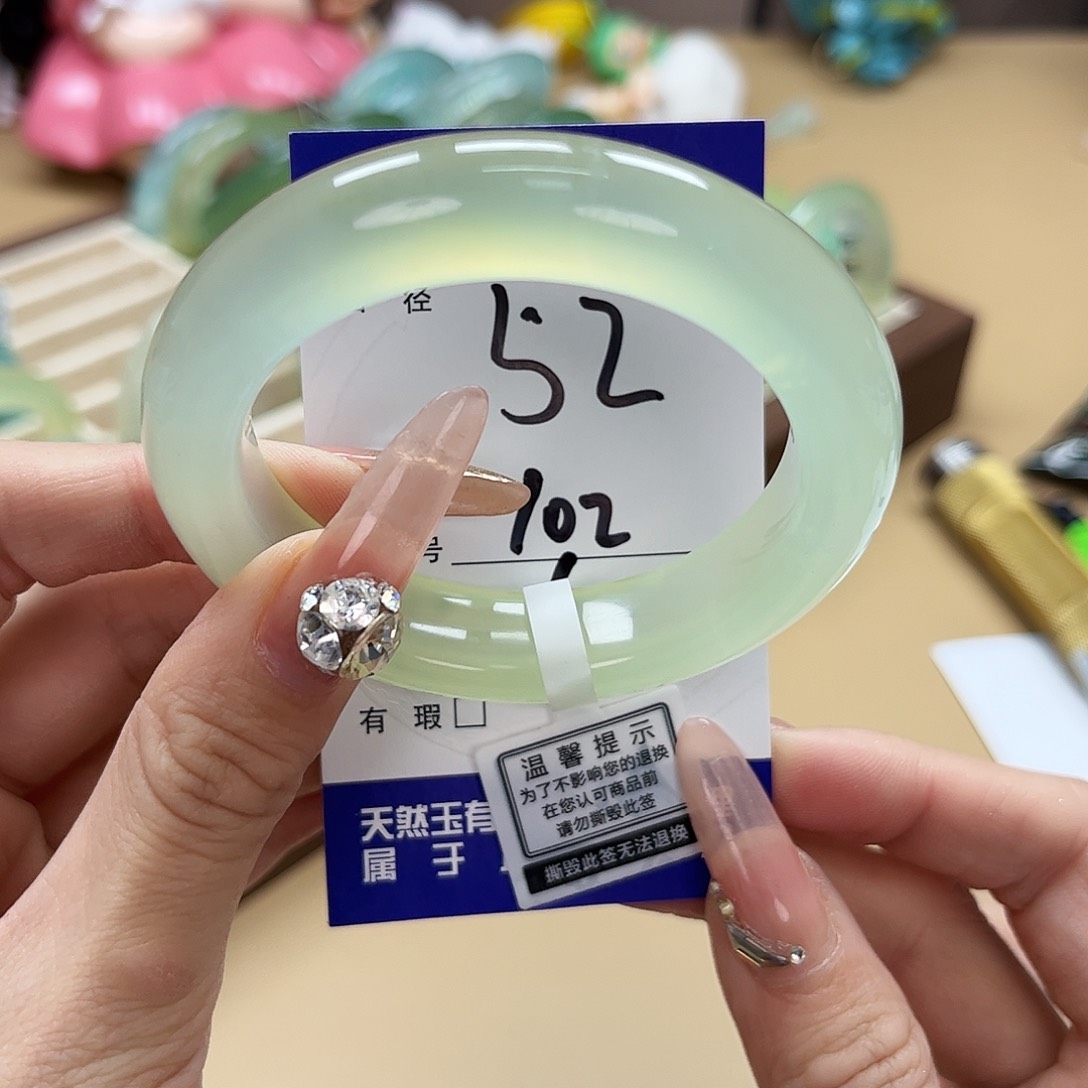 径
52
102
号
有 瑕□
温馨提示
为了不影响您的退换
在您认可商品前
请勿撕毁此签
撕毁此签无法退换
天然玉有
属 于